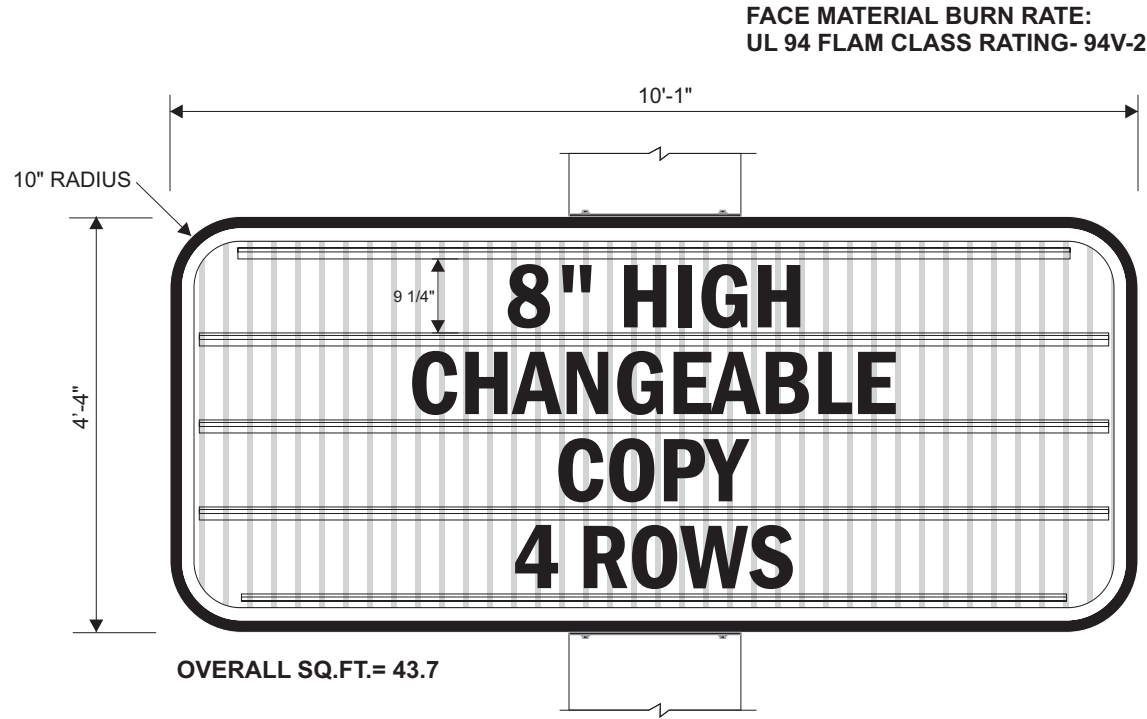 FACE MATERIAL BURN RATE:
UL 94 FLAM CLASS RATING- 94V-2
10'-1"
10" RADIUS
9 1/4"
8" HIGH
CHANGEABLE
COPY
4 ROWS
4'-4"
OVERALL SQ.FT.= 43.7